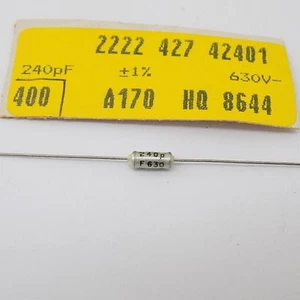 2222 427 42401
240pF ±1% 630V-
400 A170 HQ 8644
240p
F 630